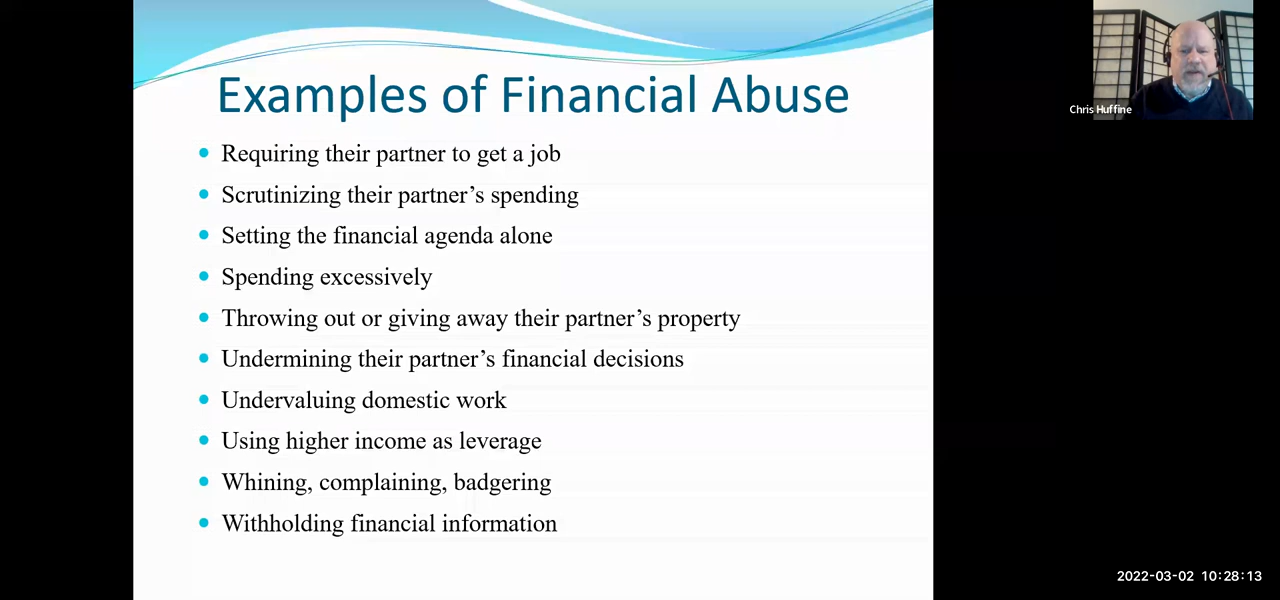 Examples of Financial Abuse
Requiring their partner to get a job
Scrutinizing their partner’s spending
Setting the financial agenda alone
Spending excessively
Throwing out or giving away their partner’s property
Undermining their partner’s financial decisions
Undervaluing domestic work
Using higher income as leverage
Whining, complaining, badgering
Withholding financial information
Chris Huffine
2022-03-02 10:28:13